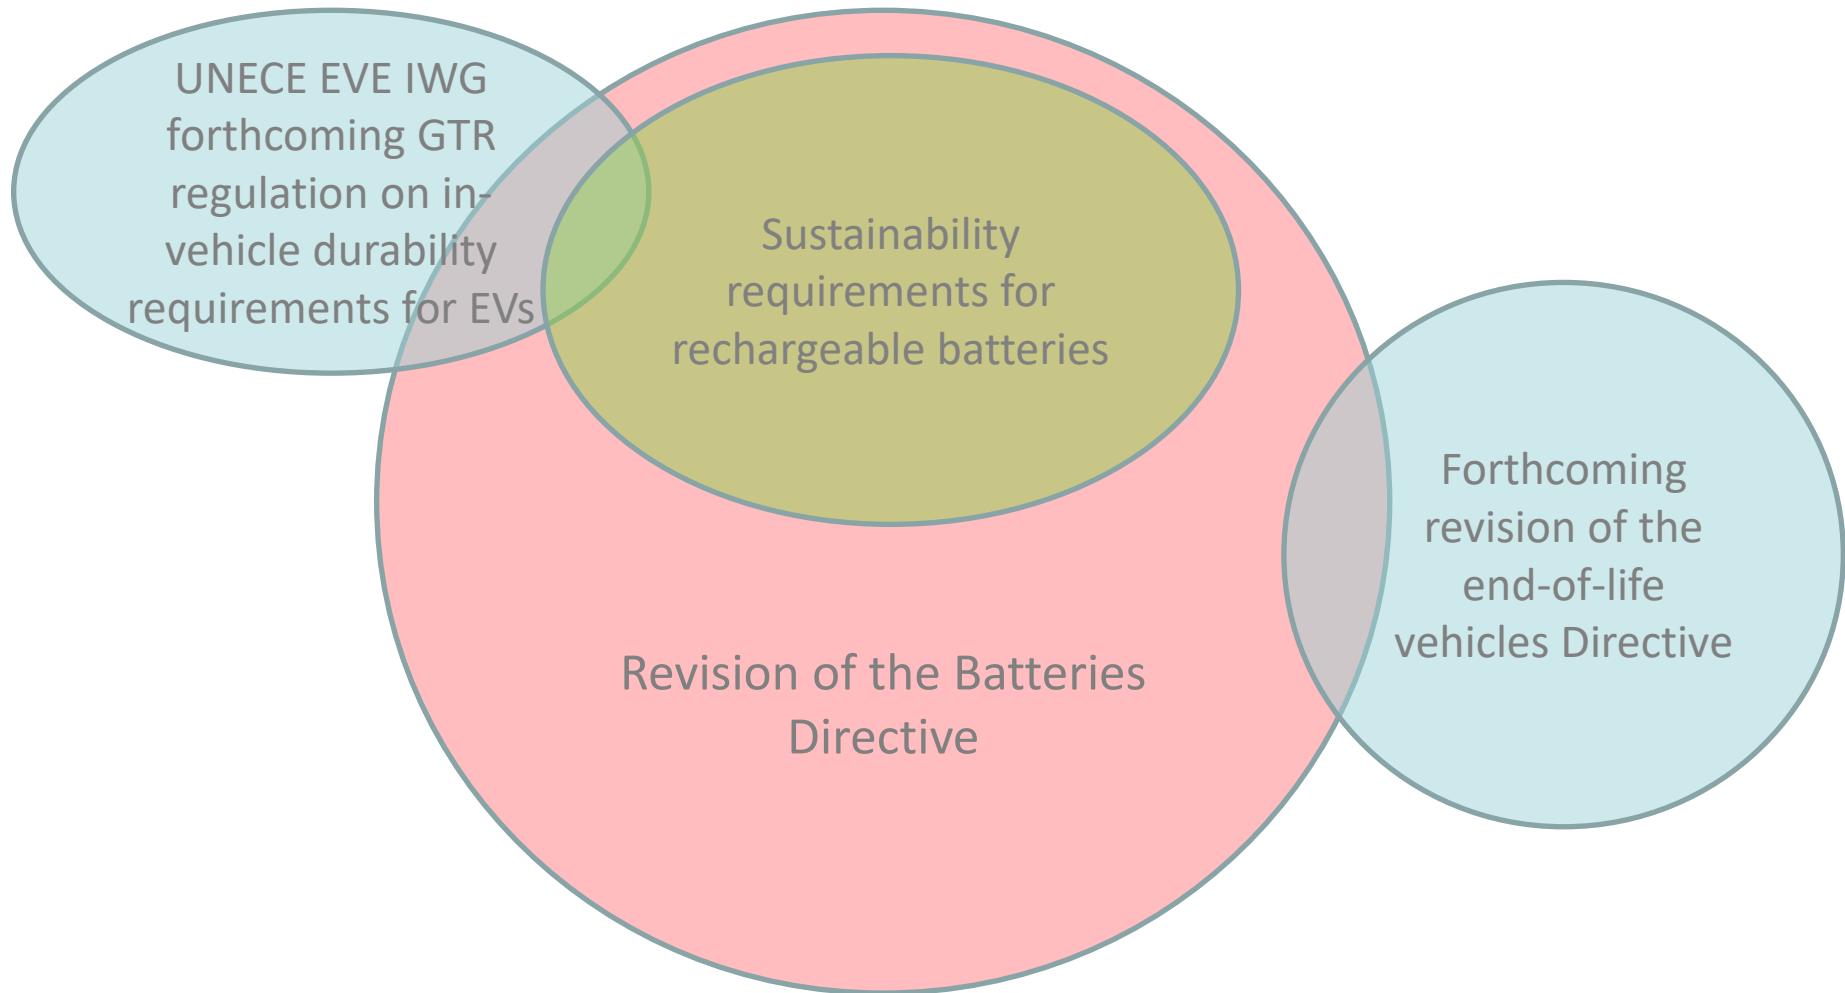 UNECE EVE IWG
forthcoming GTR
regulation on in-
vehicle durability
requirements for EVs
Sustainability
requirements for
rechargeable batteries
Forthcoming
revision of the
end-of-life
vehicles Directive
Revision of the Batteries
Directive